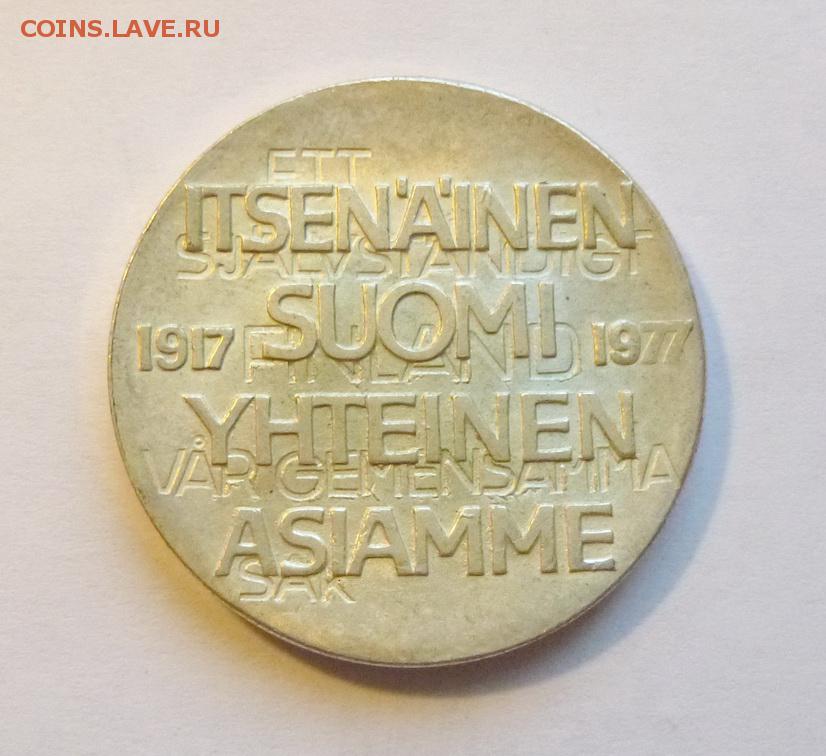 COINS.LAVE.RU
ETT
ITSENÄINEN
SJÄLVSTÄNDIGT
SUOMI
1917 FINLAND 1977
YHTEINEN
VÅR GEMENSAMMA
ASIAMME
SAK